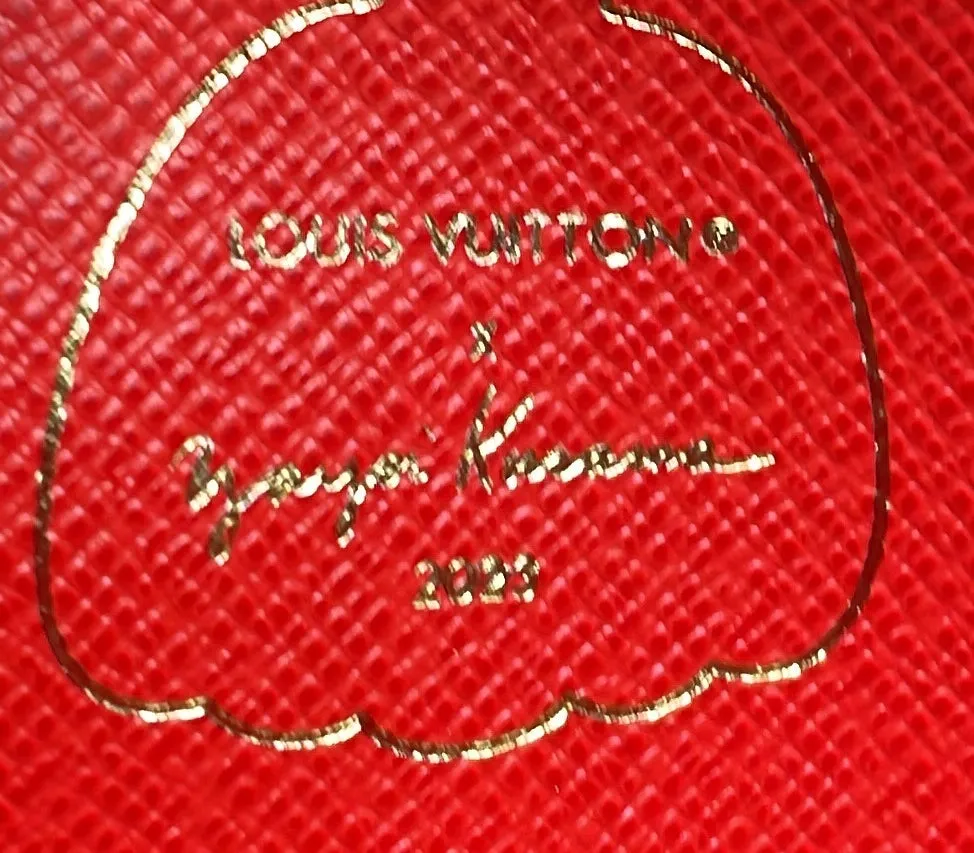 LOUIS VUITTON®
x
Yayoi Kusama
2023